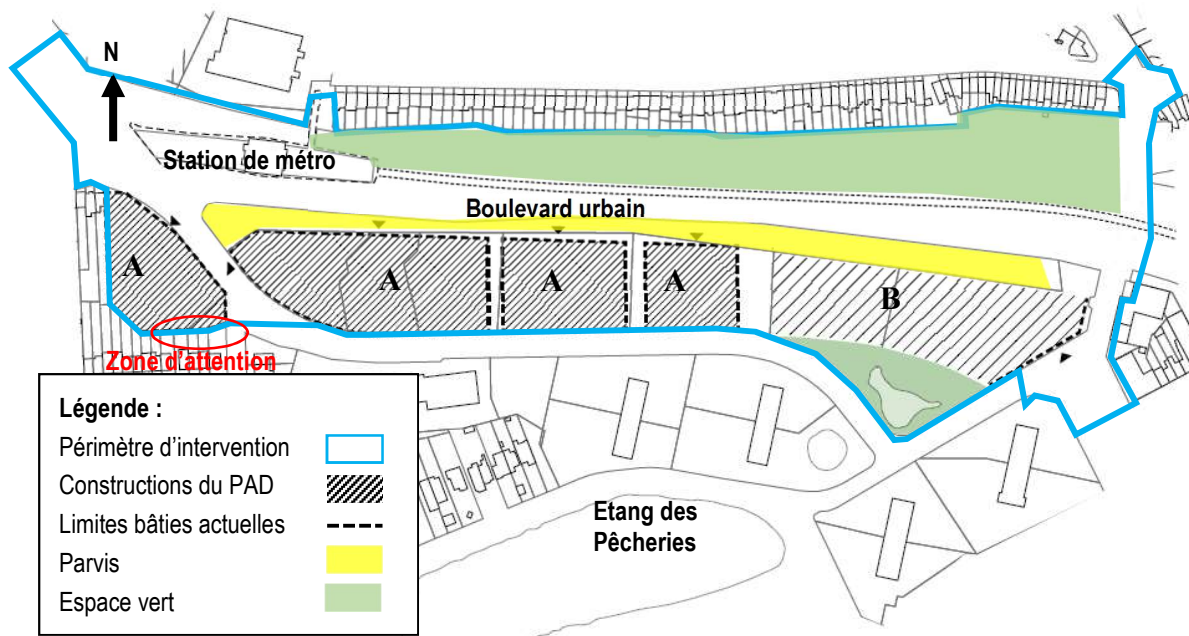 N
Station de métro
Boulevard urbain
A
A
A
A
B
Zone d'attention
Légende :
Périmètre d'intervention
Constructions du PAD
Limites bâties actuelles
Parvis
Espace vert
Etang des
Pêcheries